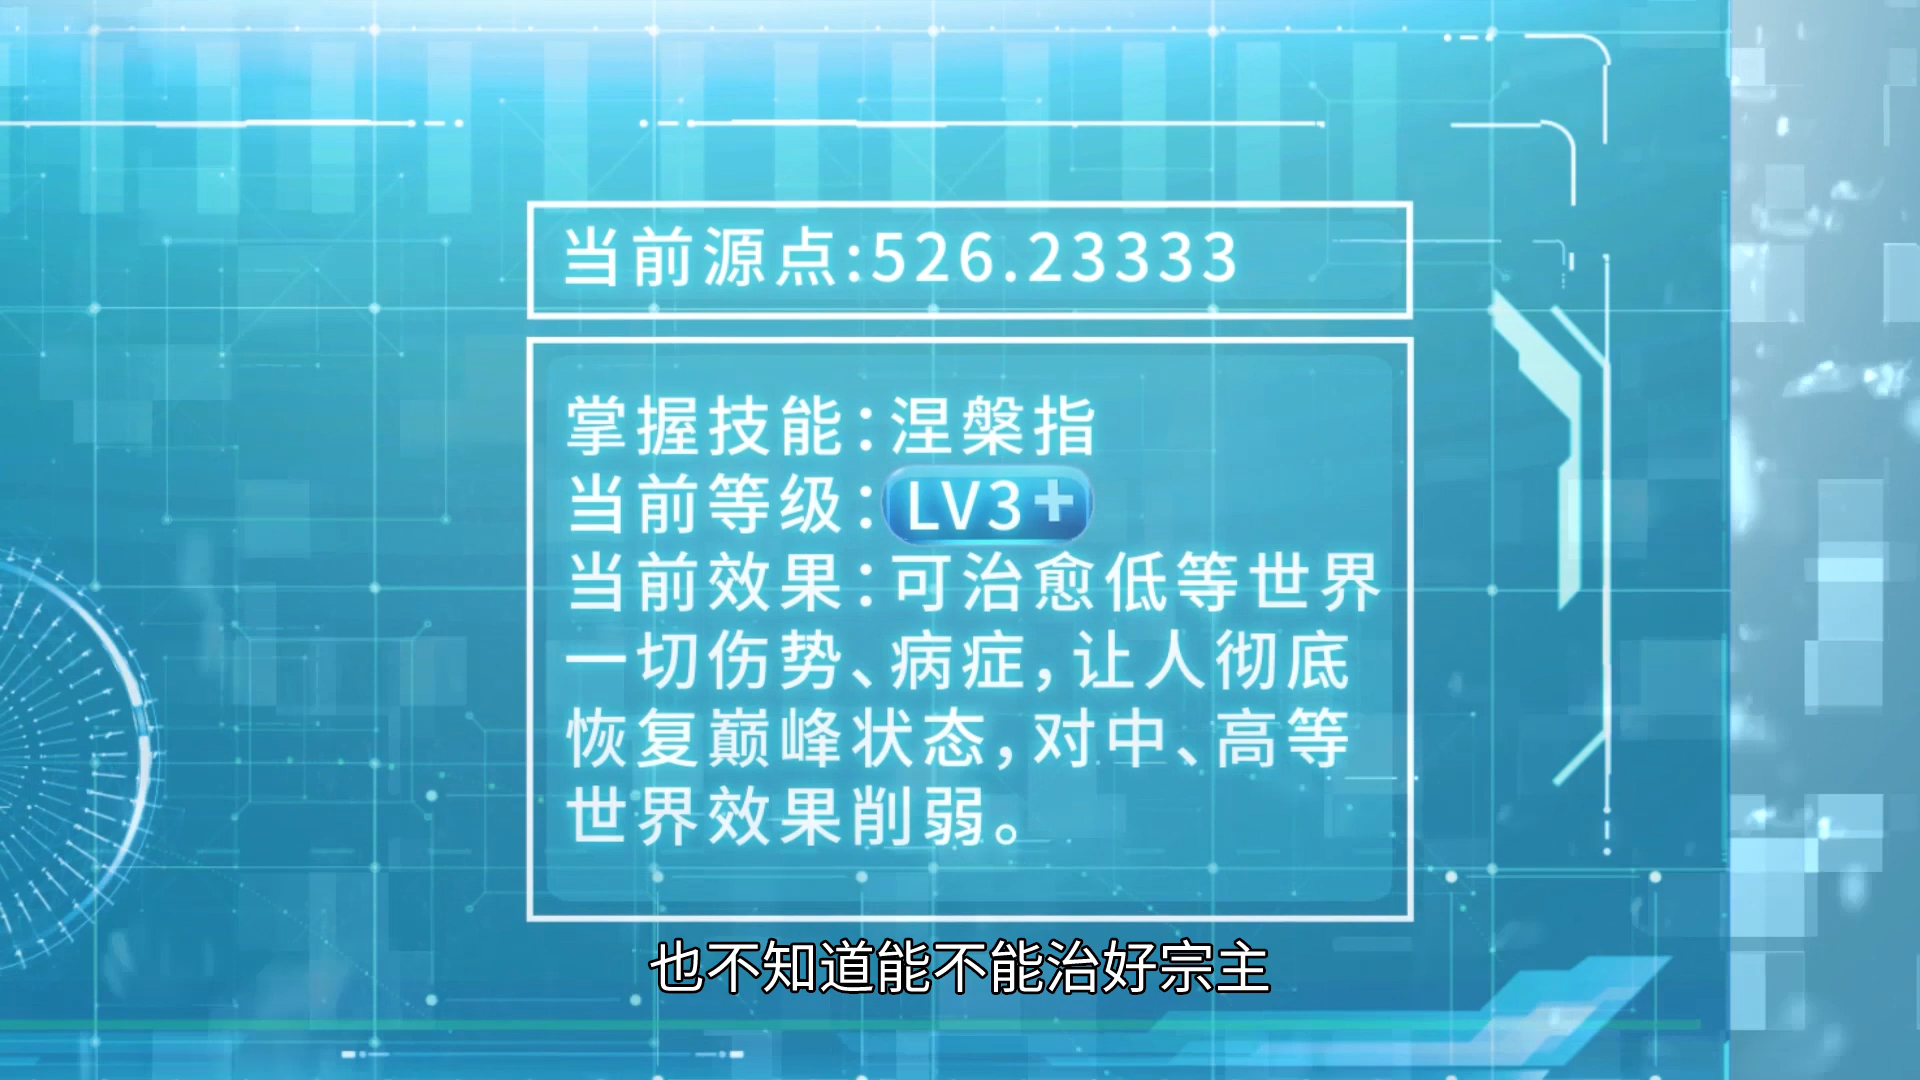 当前源点:526.23333
掌握技能:涅槃指
当前等级:LV3+
当前效果:可治愈低等世界
一切伤势、病症,让人彻底
恢复巅峰状态,对中、高等
世界效果削弱。
也不知道能不能治好宗主